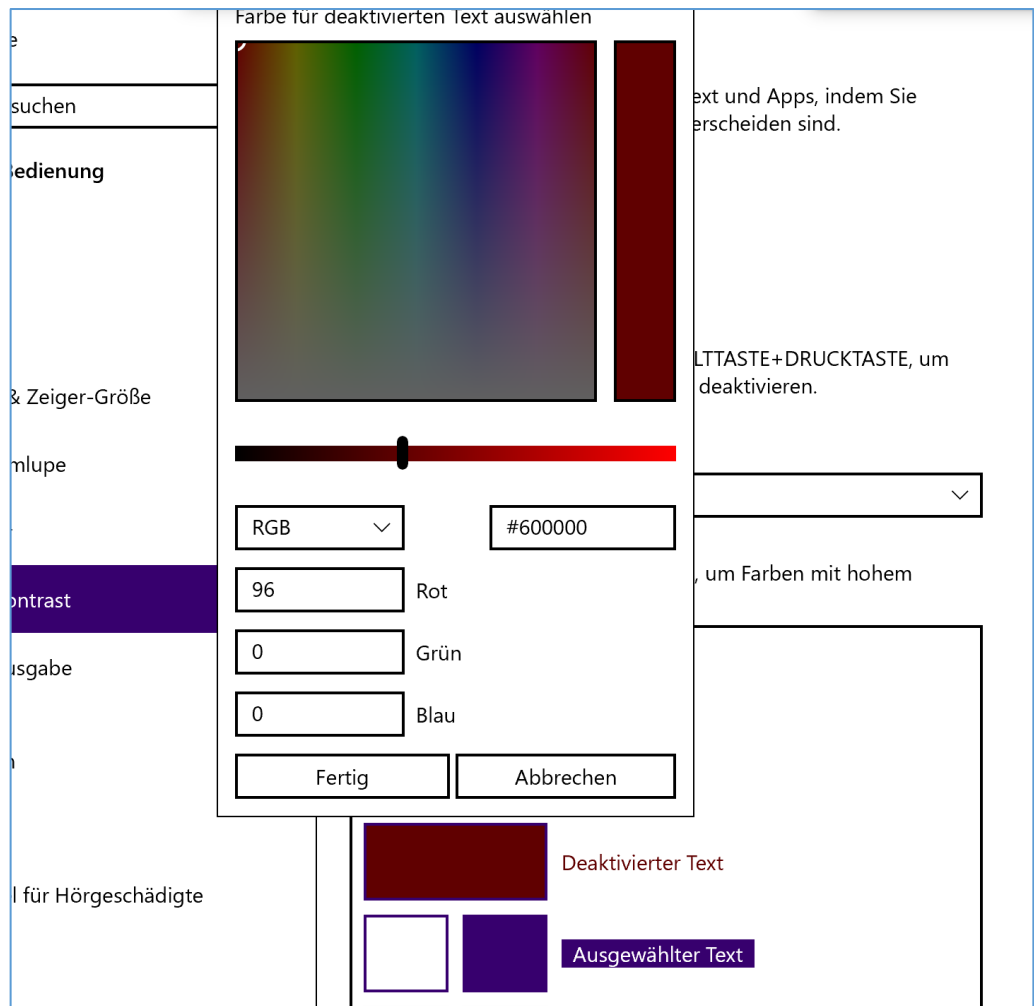 Farbe für deaktivierten Text auswählen
suchen
ext und Apps, indem Sie
erscheiden sind.
edienung
LTTASTE+DRUCKTASTE, um
deaktivieren.
& Zeiger-Größe
mlupe
RGB
#600000
96
Rot
, um Farben mit hohem
ontrast
0
Grün
usgabe
0
Blau
Fertig
Abbrechen
Deaktivierter Text
l für Hörgeschädigte
Ausgewählter Text